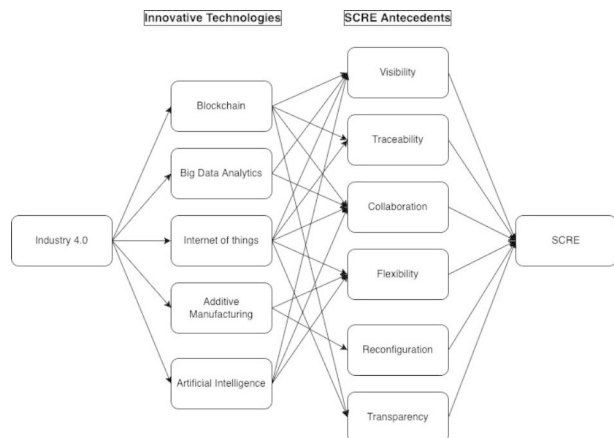 Innovative Technologies
SCRE Antecedents
Visibility
Blockchain
Traceability
Big Data Analytics
Collaboration
Industry 4.0
Internet of things
SCRE
Flexibility
Additive
Manufacturing
Reconfiguration
Artificial Intelligence
Transparency